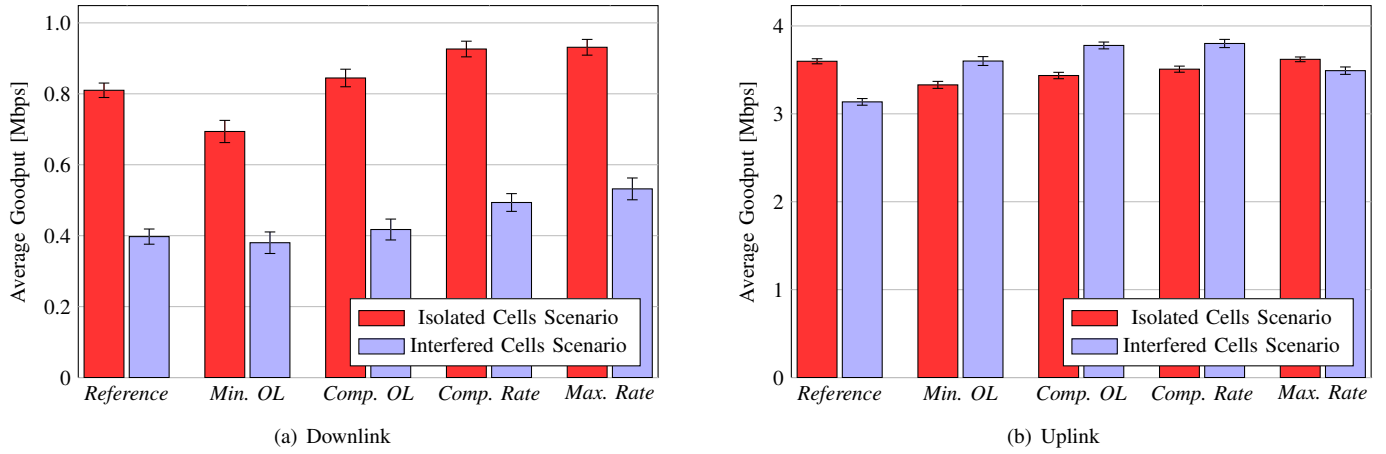 1.0
0.8
0.6
0.4
0.2
0
Average Goodput [Mbps]
Isolated Cells Scenario
Interfered Cells Scenario
Reference Min. OL Comp. OL Comp. Rate Max. Rate
(a) Downlink
4
3
2
1
0
Average Goodput [Mbps]
Isolated Cells Scenario
Interfered Cells Scenario
Reference Min. OL Comp. OL Comp. Rate Max. Rate
(b) Uplink